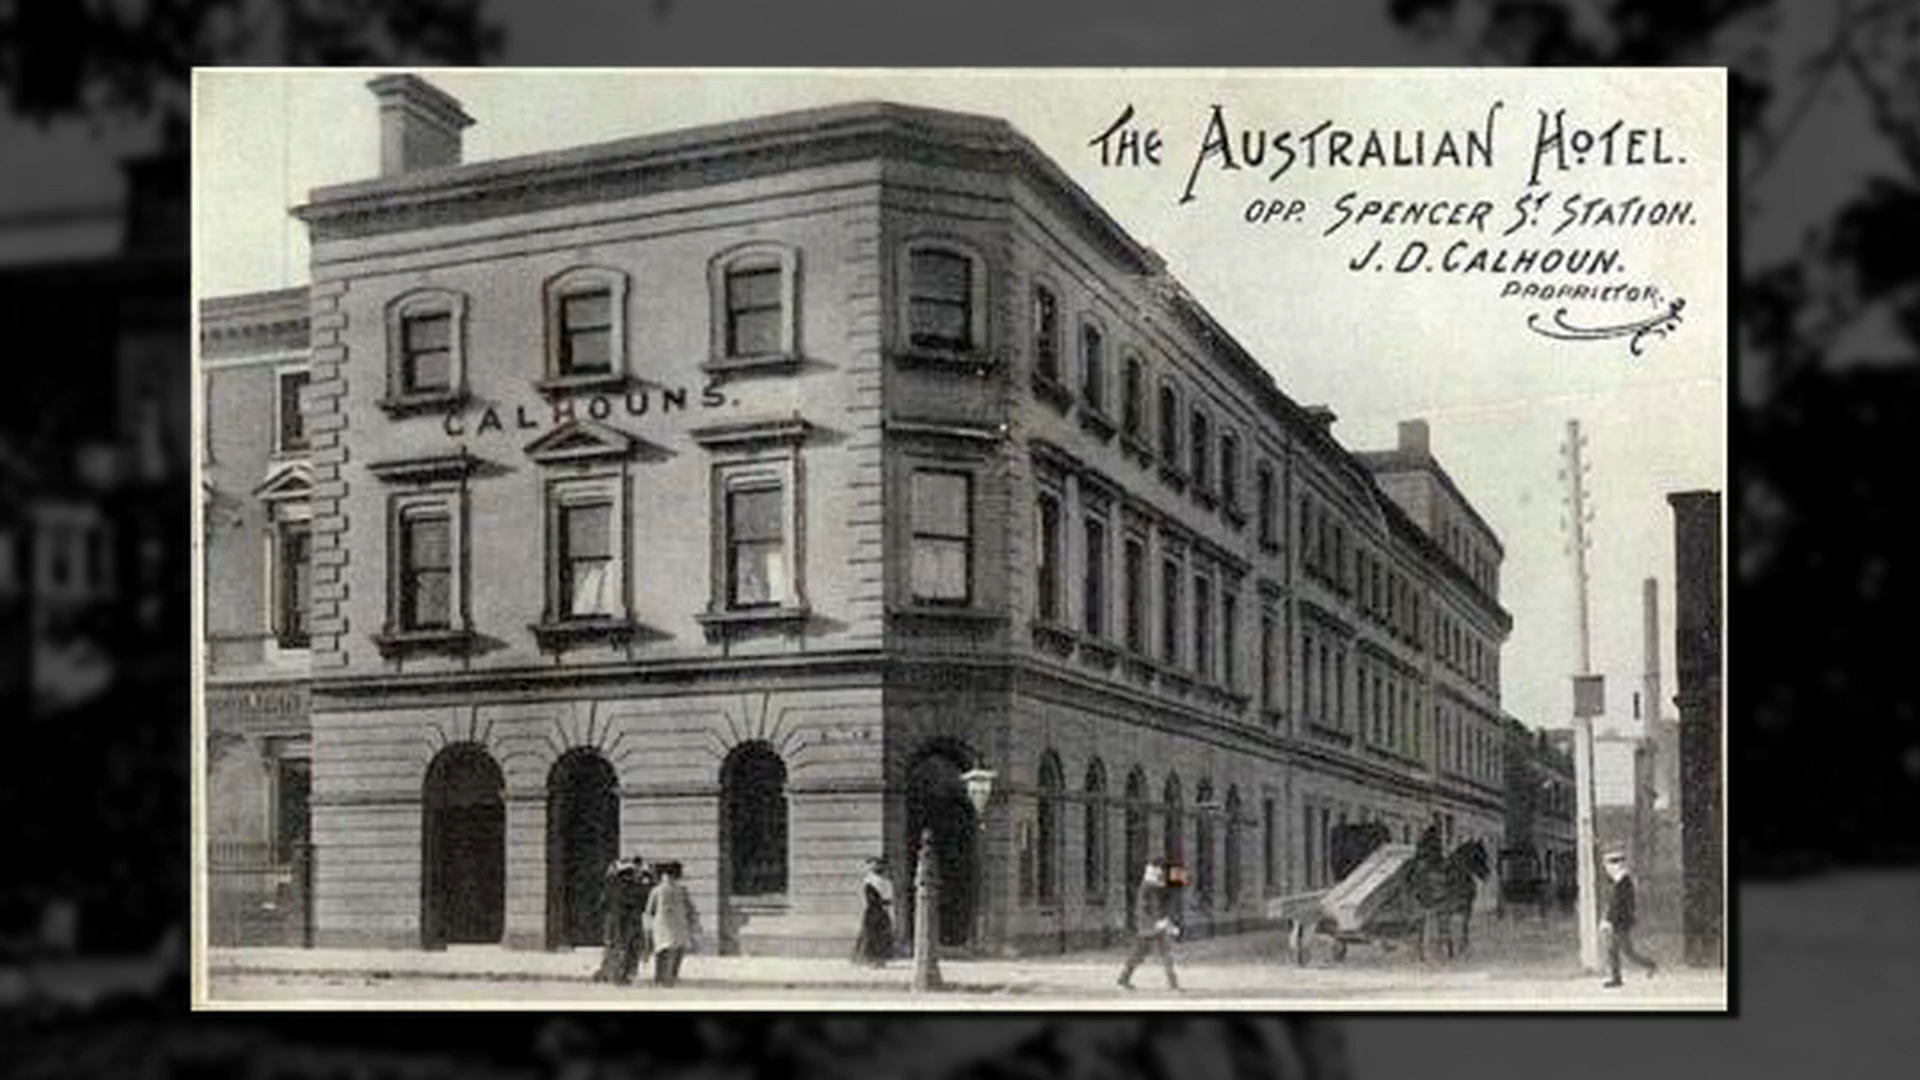 THE AUSTRALIAN HOTEL.
OPP. SPENCER ST STATION.
J. D. CALHOUN.
PROPRIETOR.
CALHOUNS.